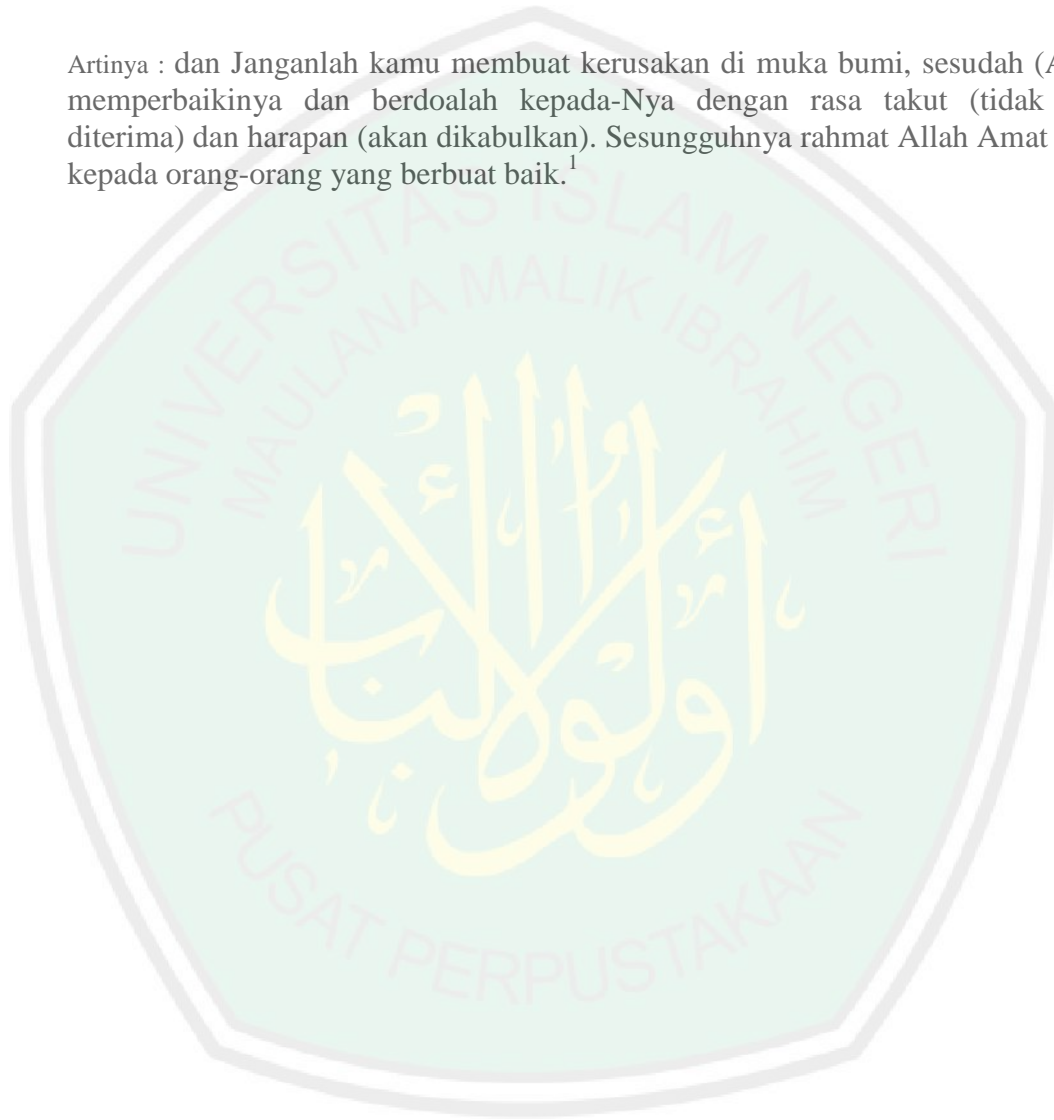 Artinya : dan Janganlah kamu membuat kerusakan di muka bumi, sesudah (A
memperbaikinya dan berdoalah kepada-Nya dengan rasa takut (tidak
diterima) dan harapan (akan dikabulkan). Sesungguhnya rahmat Allah Amat
kepada orang-orang yang berbuat baik.¹
UNIVERSITAS ISLAM NEGERI
MAULANA MALIK IBRAHIM
أولوا الألباب
PUSAT PERPUSTAKAAN